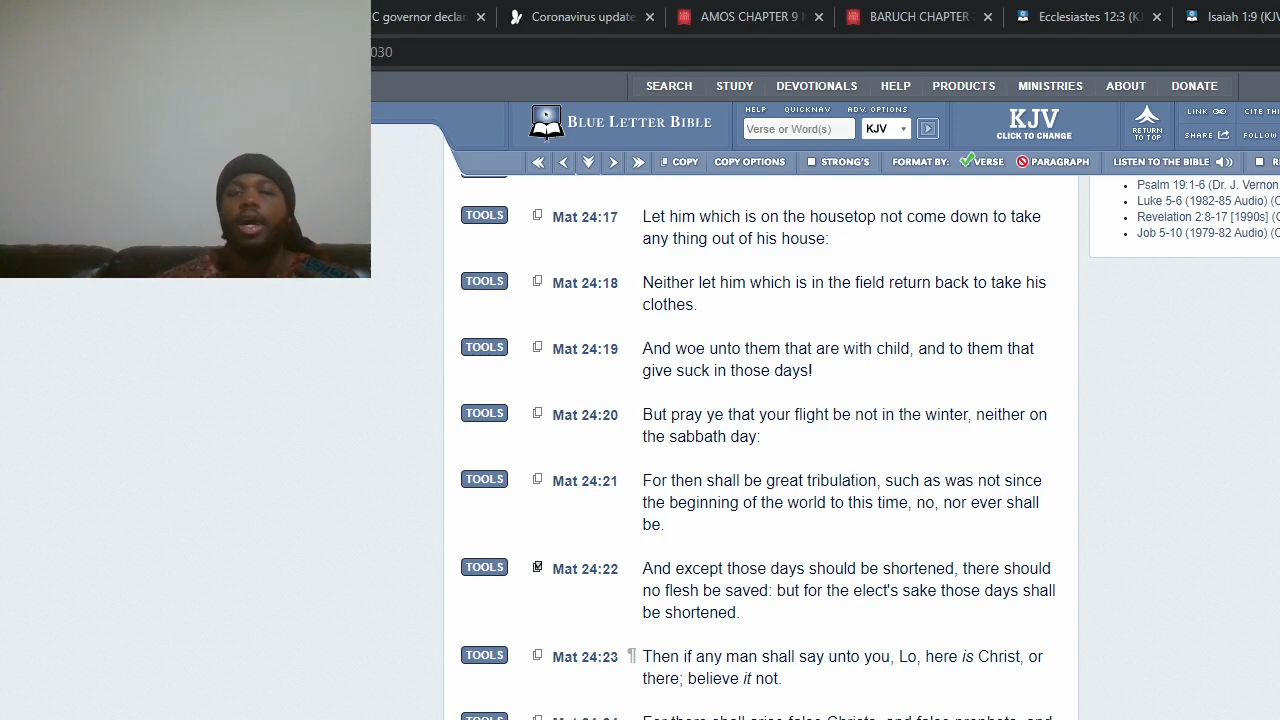 C governor declar
Coronavirus update
AMOS CHAPTER 9
BARUCH CHAPTER
Ecclesiastes 12:3 (K
Isaiah 1:9 (KJV
030
SEARCH STUDY DEVOTIONALS HELP PRODUCTS MINISTRIES ABOUT DONATE
BLUE LETTER BIBLE
HELP QUICKNAV ADV. OPTIONS
Verse or Word(s)
KJV
KJV
CLICK TO CHANGE
RETURN
TO TOP
LINK
CITE THI
SHARE
FOLLOW
COPY COPY OPTIONS STRONG'S FORMAT BY: VERSE PARAGRAPH LISTEN TO THE BIBLE R
Psalm 19:1-6 (Dr. J. Vernon
Luke 5-6 (1982-85 Audio) (C
Revelation 2:8-17 [1990s] (C
Job 5-10 (1979-82 Audio) (C
TOOLS Mat 24:17 Let him which is on the housetop not come down to take
any thing out of his house:
TOOLS Mat 24:18 Neither let him which is in the field return back to take his
clothes.
TOOLS Mat 24:19 And woe unto them that are with child, and to them that
give suck in those days!
TOOLS Mat 24:20 But pray ye that your flight be not in the winter, neither on
the sabbath day:
TOOLS Mat 24:21 For then shall be great tribulation, such as was not since
the beginning of the world to this time, no, nor ever shall
be.
TOOLS Mat 24:22 And except those days should be shortened, there should
no flesh be saved: but for the elect's sake those days shall
be shortened.
TOOLS Mat 24:23 ¶ Then if any man shall say unto you, Lo, here is Christ, or
there; believe it not.